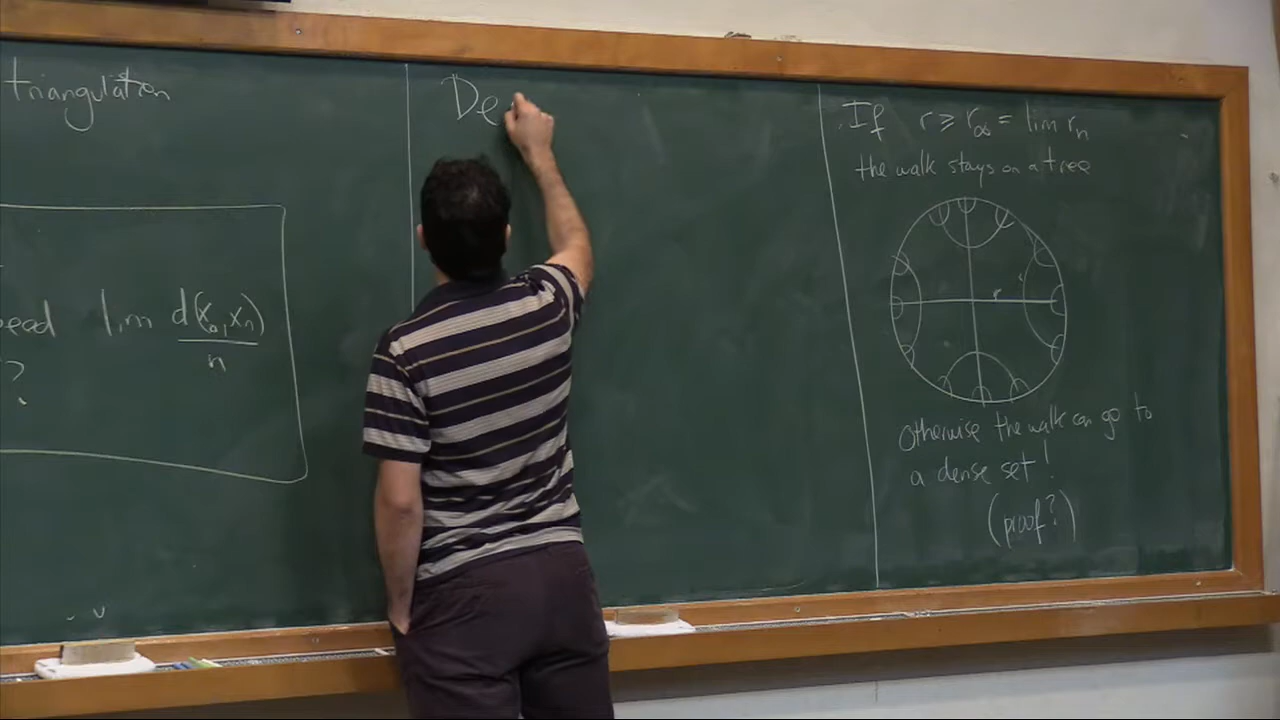 triangulation
lim d(x₀,xₙ)/n
?
De
If r ≥ r∞ = lim rₙ
the walk stays on a tree
r
Otherwise the walk can go to
a dense set!
(proof?)